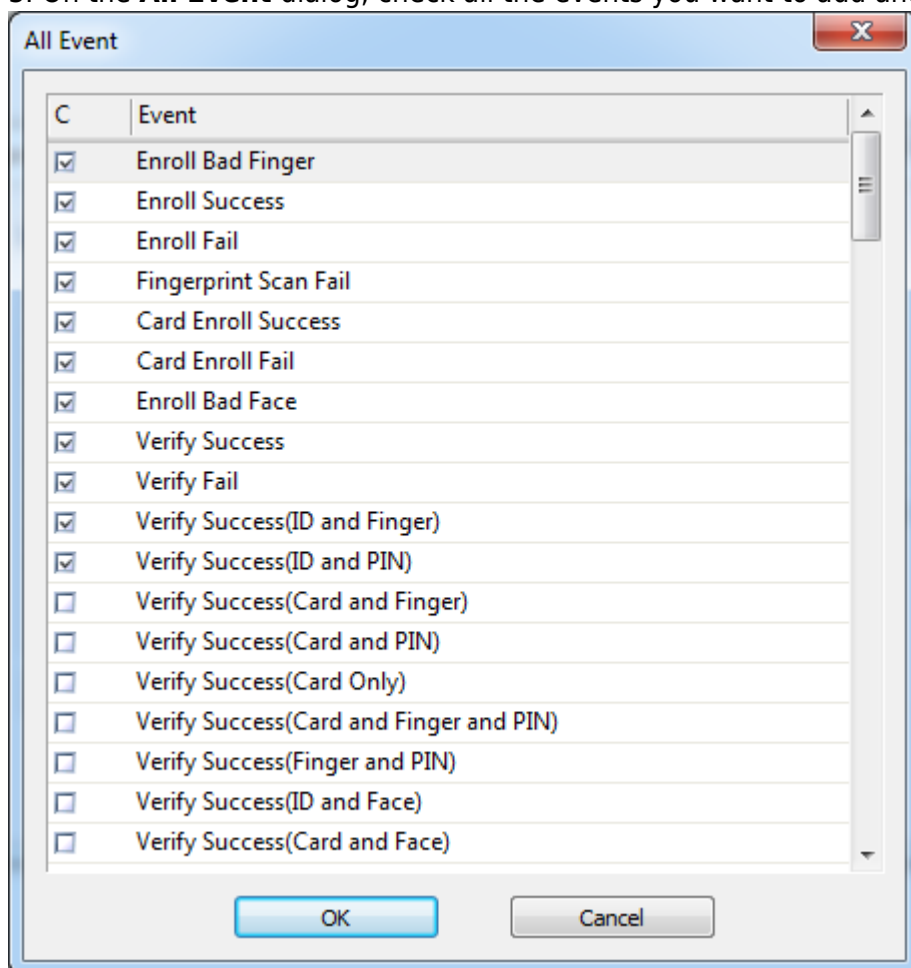 All Event
C Event
Enroll Bad Finger
Enroll Success
Enroll Fail
Fingerprint Scan Fail
Card Enroll Success
Card Enroll Fail
Enroll Bad Face
Verify Success
Verify Fail
Verify Success(ID and Finger)
Verify Success(ID and PIN)
Verify Success(Card and Finger)
Verify Success(Card and PIN)
Verify Success(Card Only)
Verify Success(Card and Finger and PIN)
Verify Success(Finger and PIN)
Verify Success(ID and Face)
Verify Success(Card and Face)
OK Cancel